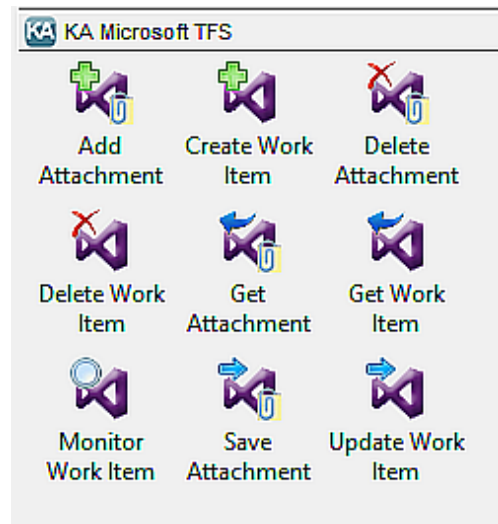 KA KA Microsoft TFS
Add Attachment
Create Work Item
Delete Attachment
Delete Work Item
Get Attachment
Get Work Item
Monitor Work Item
Save Attachment
Update Work Item